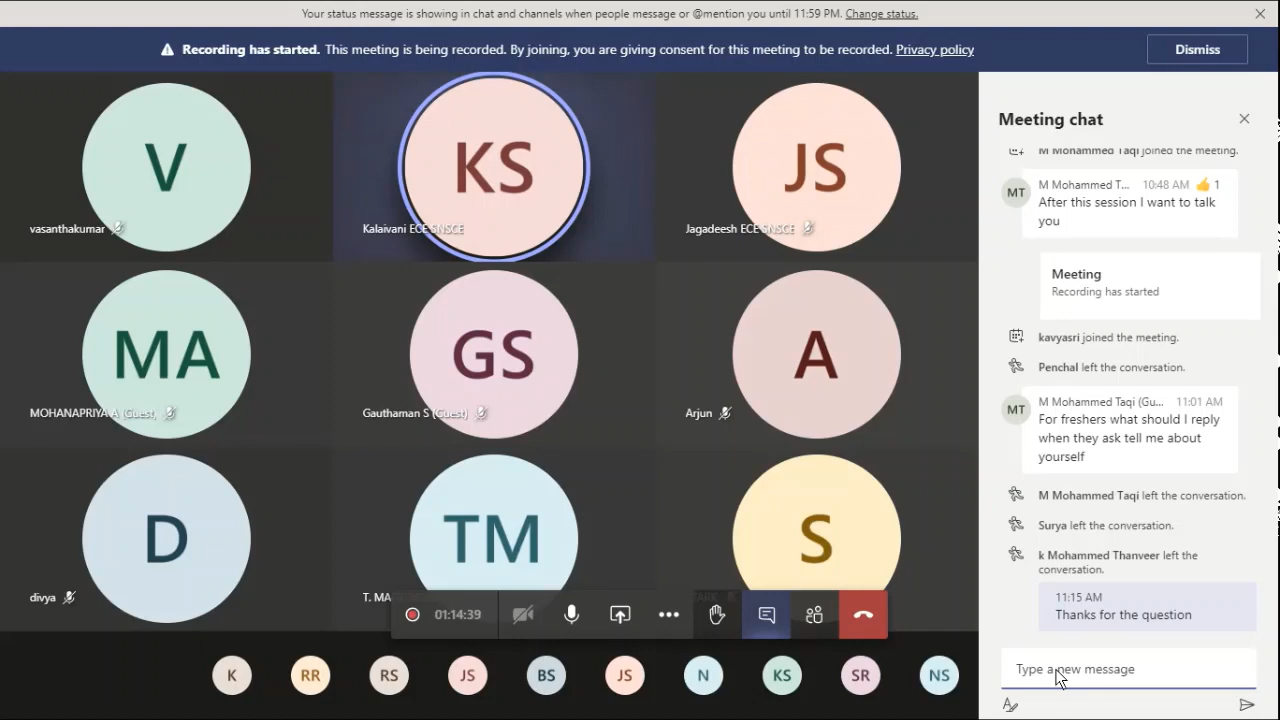 Your status message is showing in chat and channels when people message or @mention you until 11:59 PM. Change status.
Recording has started. This meeting is being recorded. By joining, you are giving consent for this meeting to be recorded. Privacy policy
Dismiss
V
vasanthakumar
KS
Kalaivani ECE SNSCE
JS
Jagadeesh ECE SNSCE
MA
MOHANAPRIYA A (Guest,
GS
Gauthaman S (Guest)
A
Arjun
D
divya
TM
T. MA
S
01:14:39
K
RR
RS
JS
BS
JS
N
KS
SR
NS
Meeting chat
M Mohammed Taqi joined the meeting.
MT
M Mohammed T... 10:48 AM 👍 1
After this session I want to talk
you
Meeting
Recording has started
kavyasri joined the meeting.
Penchal left the conversation.
MT
M Mohammed Taqi (Gu... 11:01 AM
For freshers what should I reply
when they ask tell me about
yourself
M Mohammed Taqi left the conversation.
Surya left the conversation.
k Mohammed Thanveer left the
conversation.
11:15 AM
Thanks for the question
Type a new message